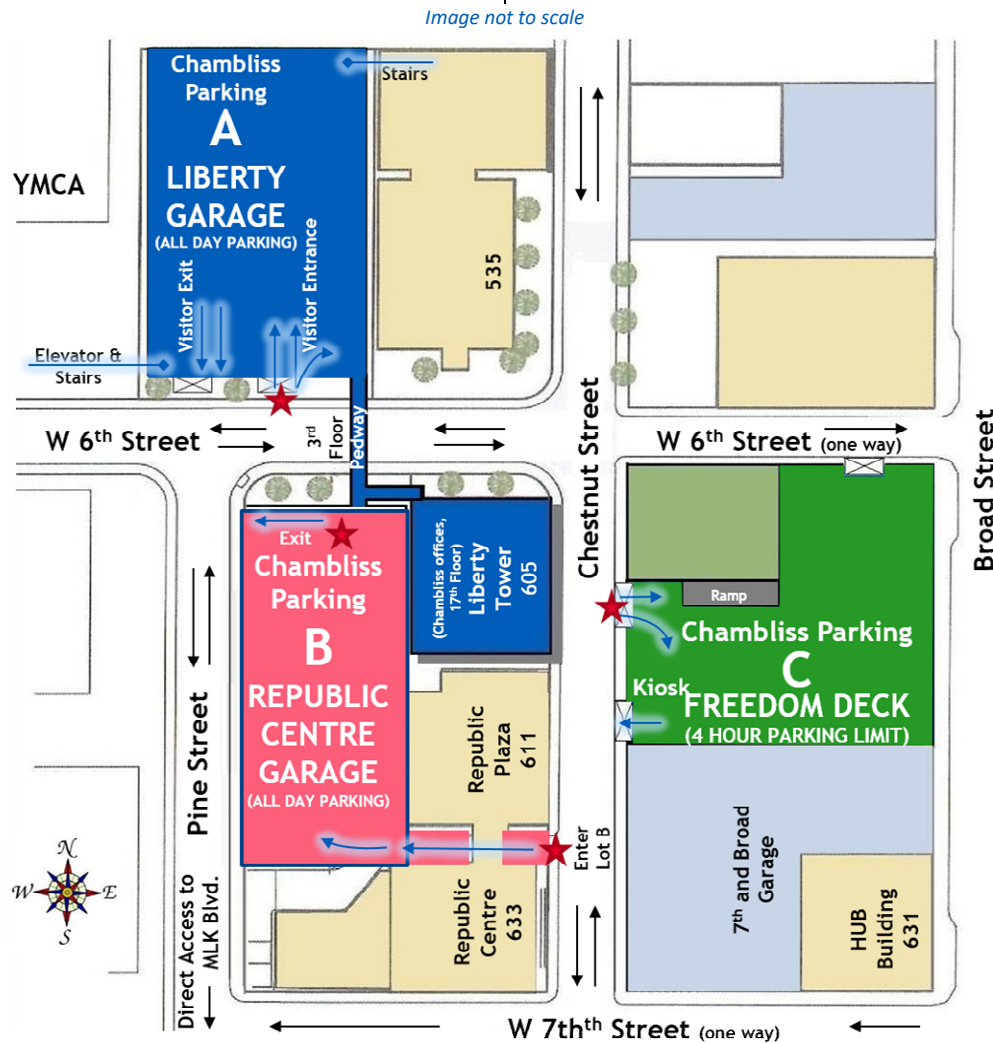 Image not to scale
Chambliss
Parking
A
LIBERTY
GARAGE
(ALL DAY PARKING)
Stairs
YMCA
Visitor Exit
Visitor Entrance
535
Elevator &
Stairs
W 6th Street
3rd
Floor
Pedway
Chestnut Street
W 6th Street (one way)
Broad Street
Exit
Chambliss
Parking
B
REPUBLIC
CENTRE
GARAGE
(ALL DAY PARKING)
(Chambliss offices,
17th Floor)
Liberty
Tower
605
Ramp
Chambliss Parking
C
Kiosk
FREEDOM DECK
(4 HOUR PARKING LIMIT)
Pine Street
Republic
Plaza
611
Enter
Lot B
7th and Broad
Garage
HUB
Building
631
Republic
Centre
633
N
W
E
S
Direct Access to
MLK Blvd.
W 7thth Street (one way)